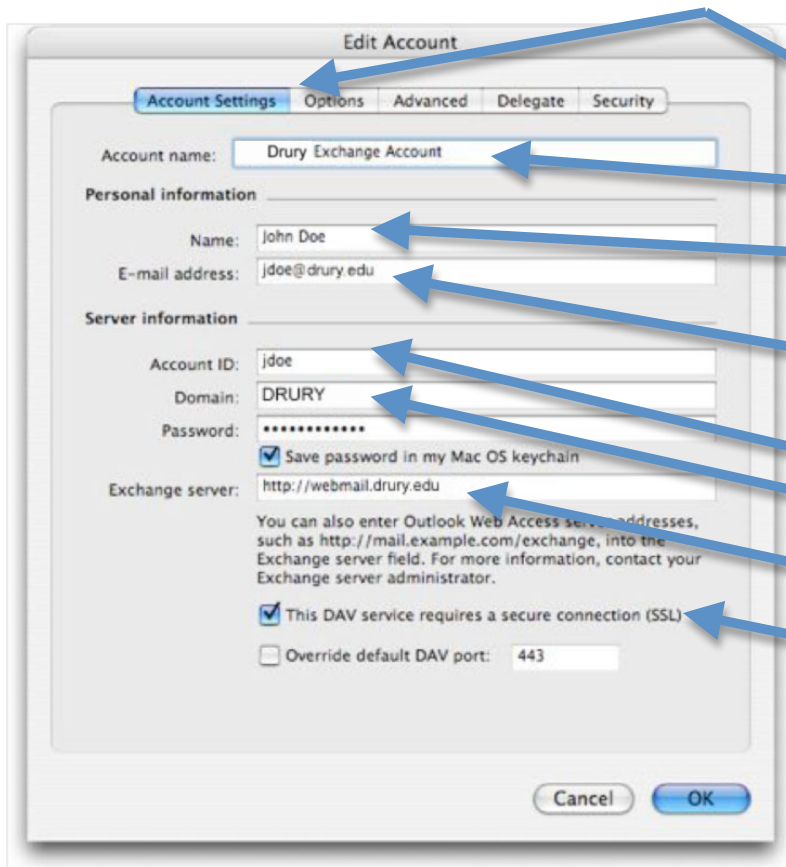 Edit Account
Account Settings Options Advanced Delegate Security
Account name: Drury Exchange Account
Personal information
Name: John Doe
E-mail address: jdoe@drury.edu
Server information
Account ID: jdoe
Domain: DRURY
Password: ••••••••••••
Save password in my Mac OS keychain
Exchange server: http://webmail.drury.edu
You can also enter Outlook Web Access server addresses,
such as http://mail.example.com/exchange, into the
Exchange server field. For more information, contact your
Exchange server administrator.
This DAV service requires a secure connection (SSL)
Override default DAV port: 443
Cancel OK